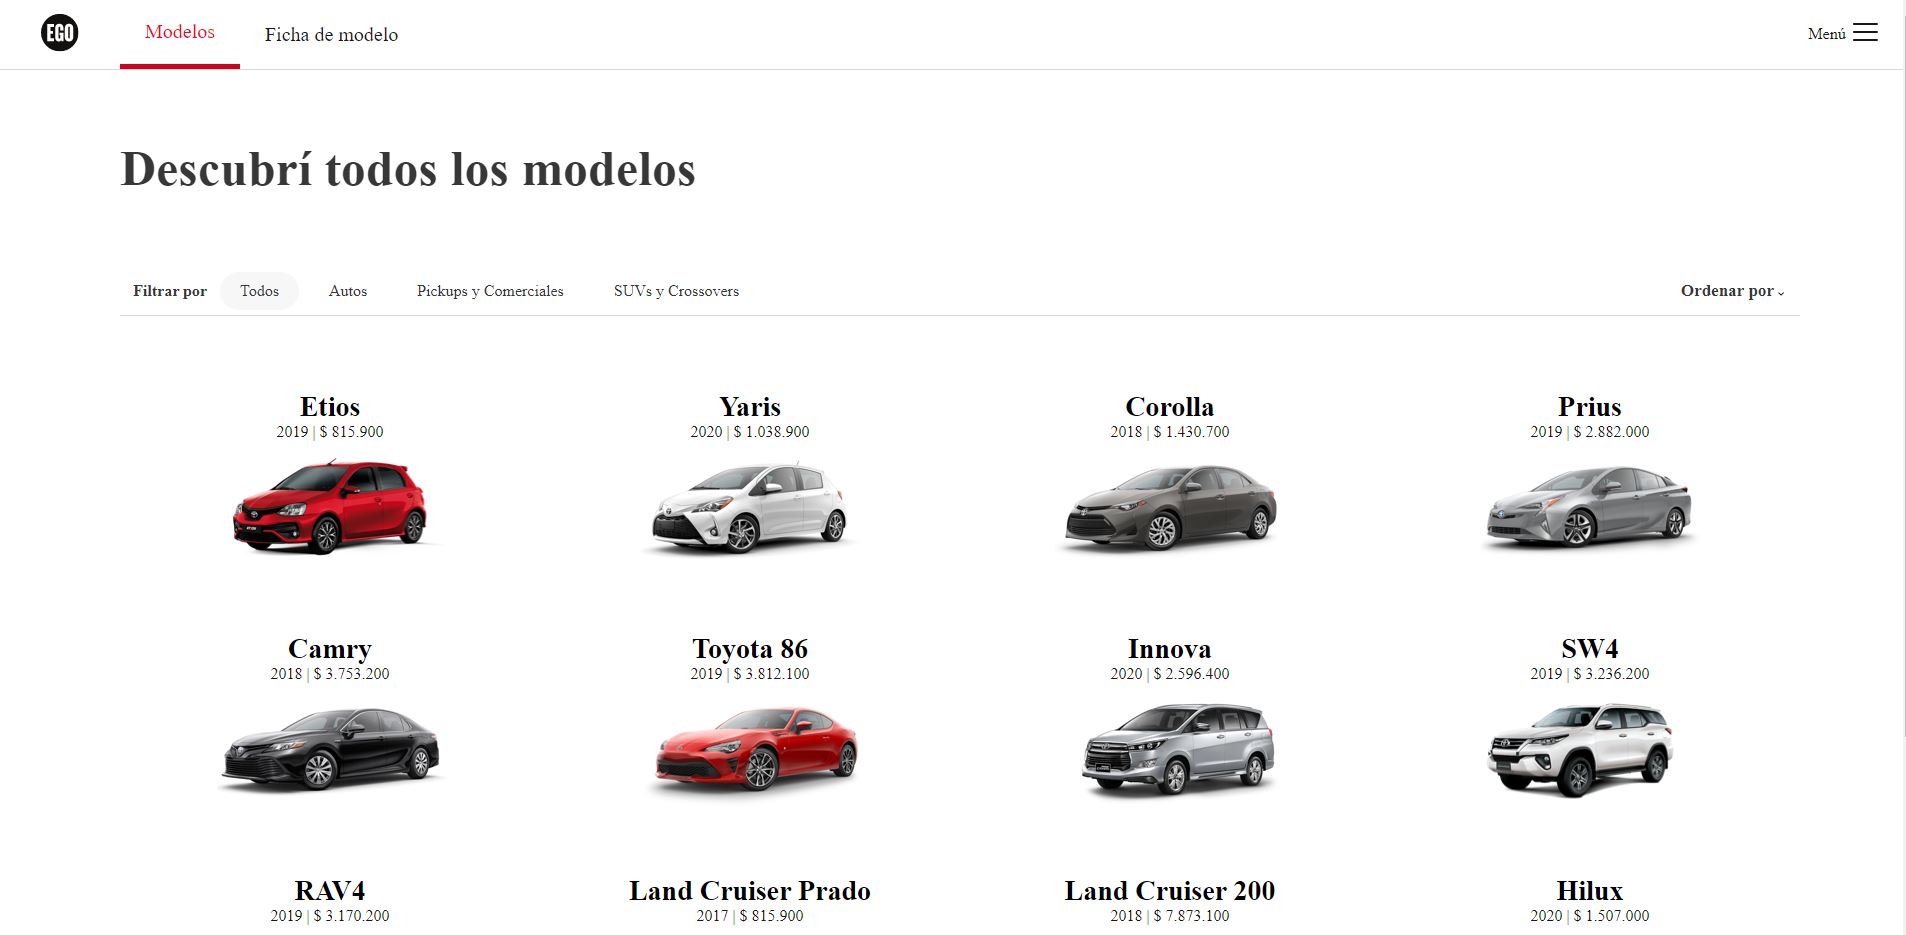 EGO
Modelos
Ficha de modelo
Menú
Descubrí todos los modelos
Filtrar por
Todos
Autos
Pickups y Comerciales
SUVs y Crossovers
Ordenar por
Etios
2019 | $ 815.900
Yaris
2020 | $ 1.038.900
Corolla
2018 | $ 1.430.700
Prius
2019 | $ 2.882.000
Camry
2018 | $ 3.753.200
Toyota 86
2019 | $ 3.812.100
Innova
2020 | $ 2.596.400
SW4
2019 | $ 3.236.200
RAV4
2019 | $ 3.170.200
Land Cruiser Prado
2017 | $ 815.900
Land Cruiser 200
2018 | $ 7.873.100
Hilux
2020 | $ 1.507.000